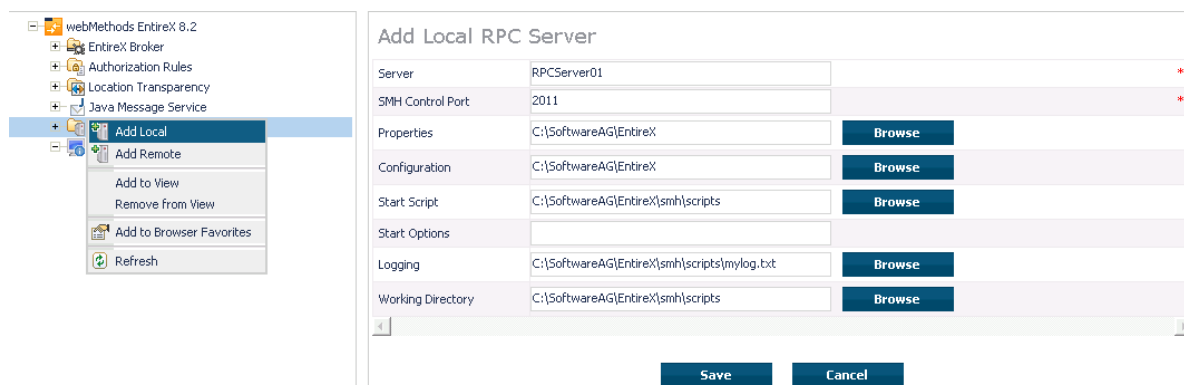 webMethods EntireX 8.2
EntireX Broker
Authorization Rules
Location Transparency
Java Message Service
Add Local
Add Remote
Add to View
Remove from View
Add to Browser Favorites
Refresh
Add Local RPC Server
Server RPCServer01 *
SMH Control Port 2011 *
Properties C:\SoftwareAG\EntireX Browse
Configuration C:\SoftwareAG\EntireX Browse
Start Script C:\SoftwareAG\EntireX\smh\scripts Browse
Start Options
Logging C:\SoftwareAG\EntireX\smh\scripts\mylog.txt Browse
Working Directory C:\SoftwareAG\EntireX\smh\scripts Browse
Save Cancel